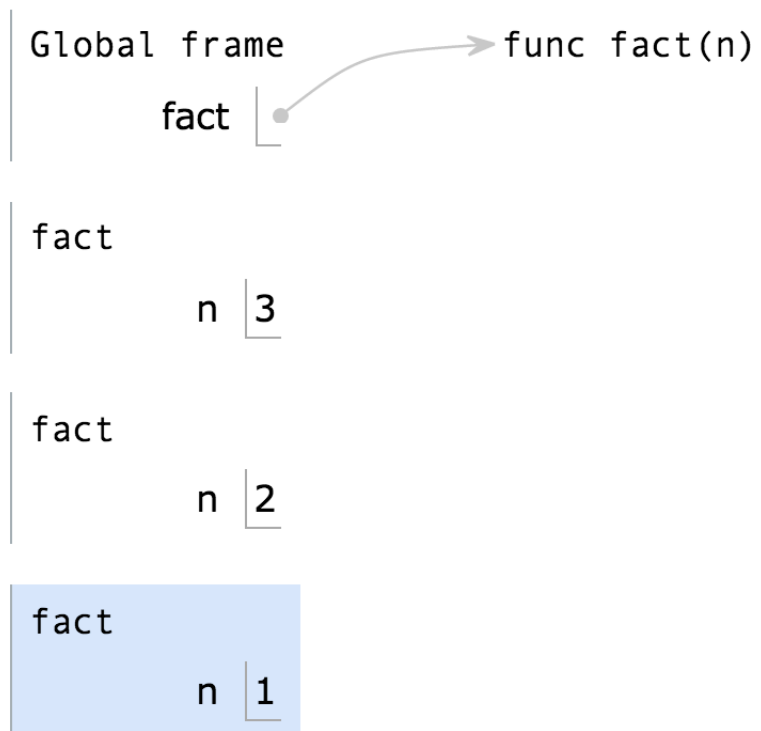 Global frame
func fact(n)
fact
fact
n 3
fact
n 2
fact
n 1